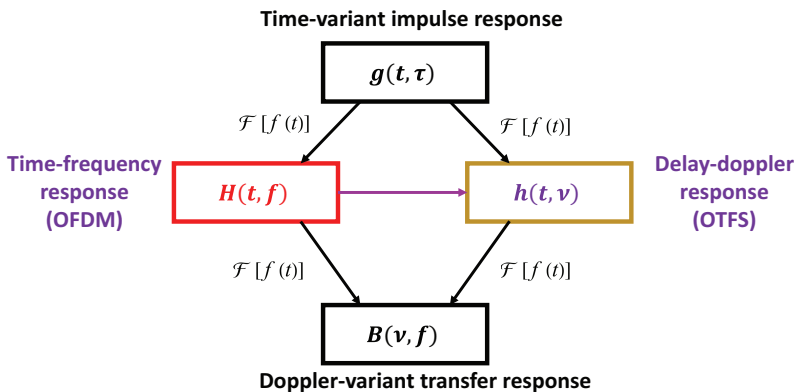 Time-variant impulse response
g(t, τ)
ℱ [f (t)]
ℱ [f (t)]
Time-frequency
response
(OFDM)
H(t, f)
h(t, ν)
Delay-doppler
response
(OTFS)
ℱ [f (t)]
ℱ [f (t)]
B(ν, f)
Doppler-variant transfer response